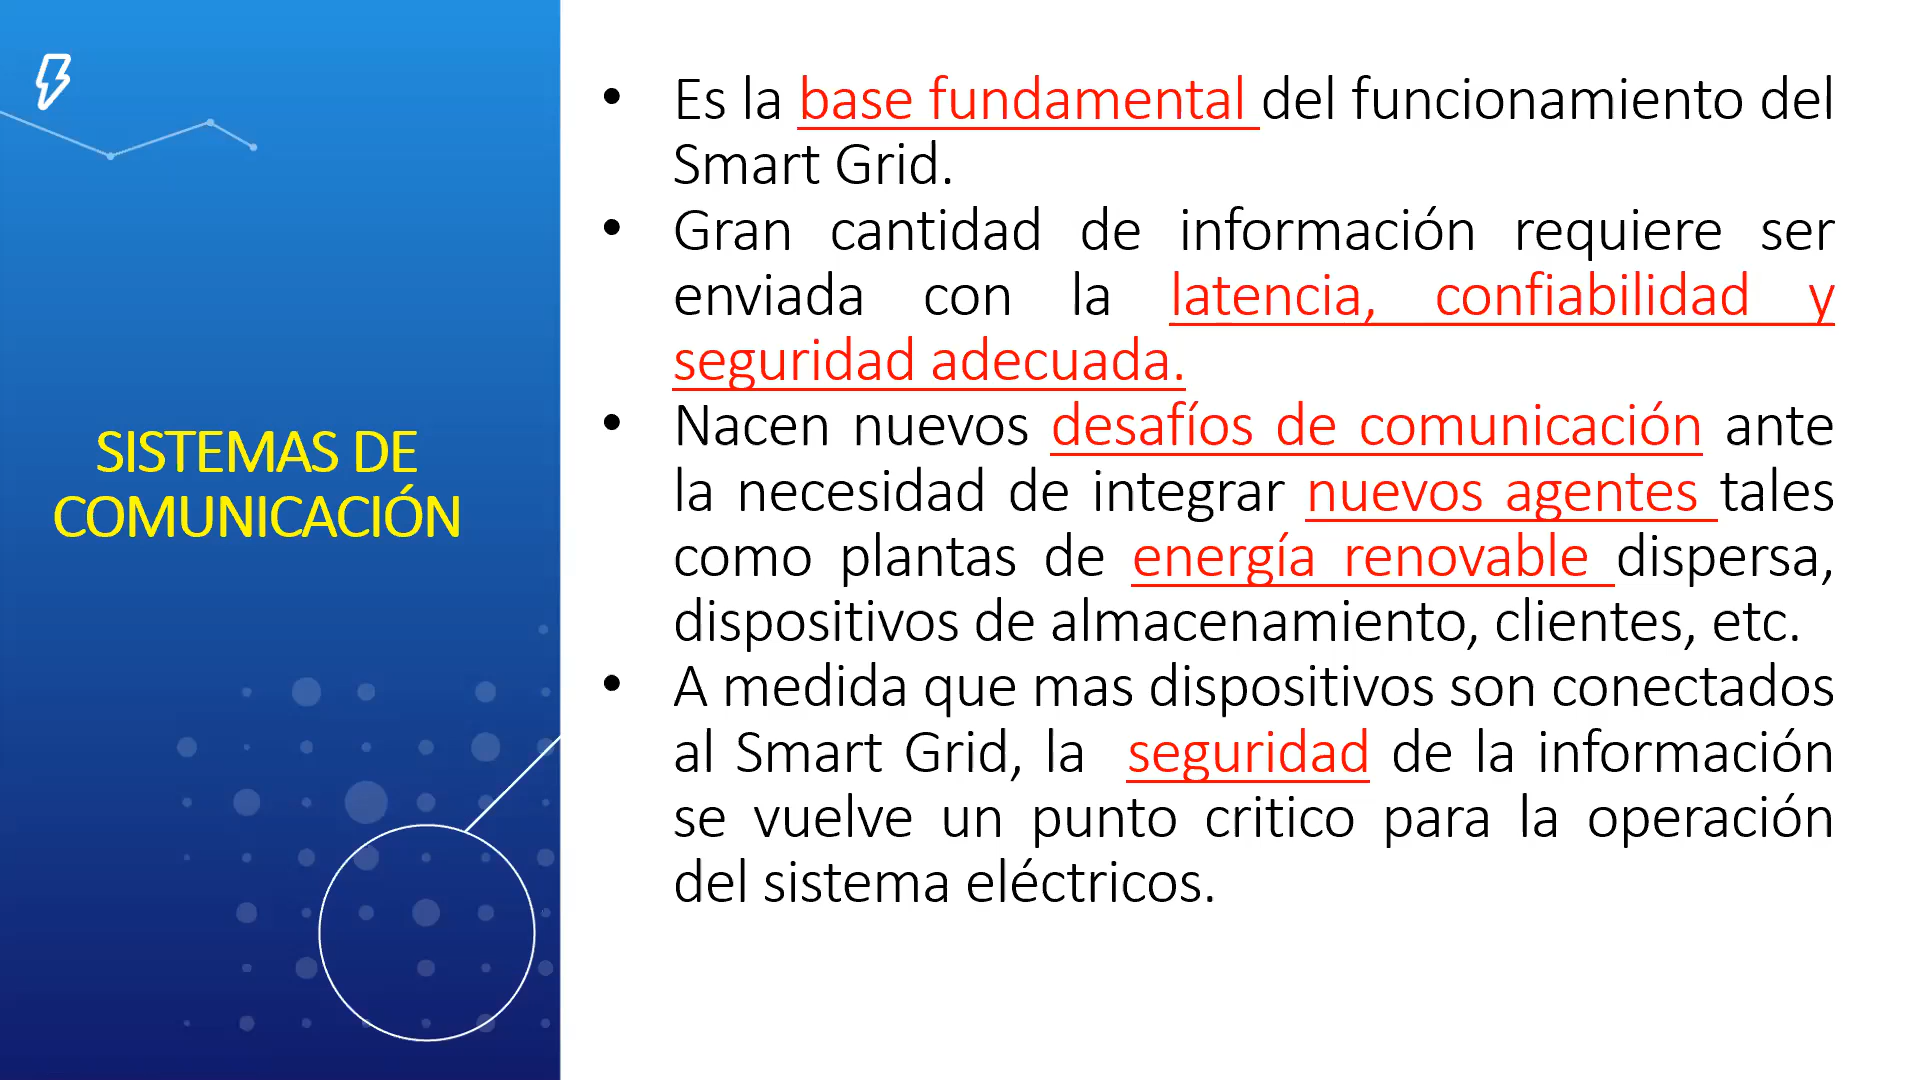 SISTEMAS DE
COMUNICACIÓN
• Es la base fundamental del funcionamiento del
Smart Grid.
• Gran cantidad de información requiere ser
enviada con la latencia, confiabilidad y
seguridad adecuada.
• Nacen nuevos desafíos de comunicación ante
la necesidad de integrar nuevos agentes tales
como plantas de energía renovable dispersa,
dispositivos de almacenamiento, clientes, etc.
• A medida que mas dispositivos son conectados
al Smart Grid, la seguridad de la información
se vuelve un punto critico para la operación
del sistema eléctricos.